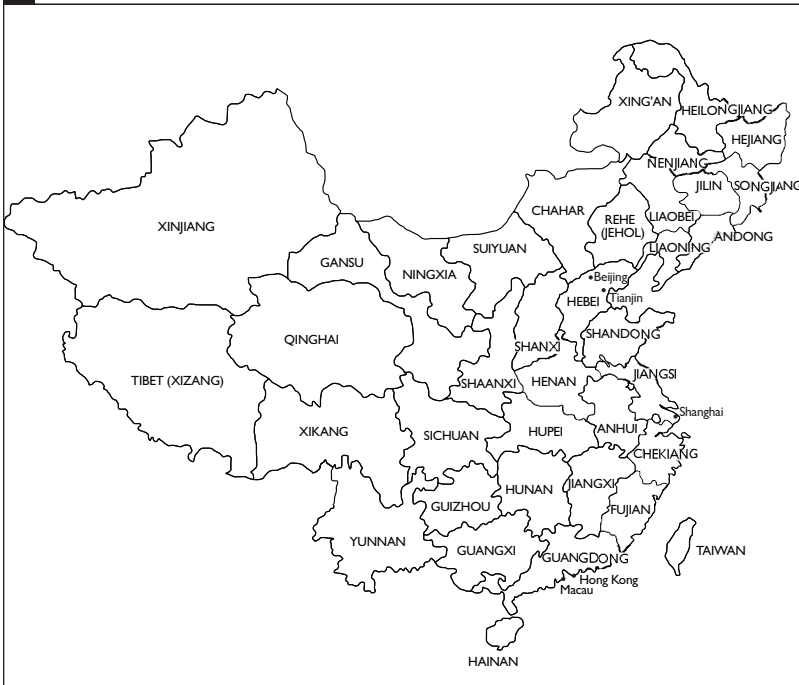 XING'AN
HEILONGJIANG
HEJIANG
NENJIANG
JILIN
SONGJIANG
CHAHAR
REHE
(JEHOL)
LIAOBEI
XINJIANG
SUIYUAN
LIAONING
ANDONG
GANSU
NINGXIA
Beijing
HEBEI
Tianjin
QINGHAI
SHANXI
SHANDONG
TIBET (XIZANG)
SHAANXI
HENAN
JIANGSI
Shanghai
XIKANG
SICHUAN
HUPEI
ANHUI
CHEKIANG
HUNAN
JIANGXI
GUIZHOU
FUJIAN
YUNNAN
GUANGXI
GUANGDONG
TAIWAN
Hong Kong
Macau
HAINAN